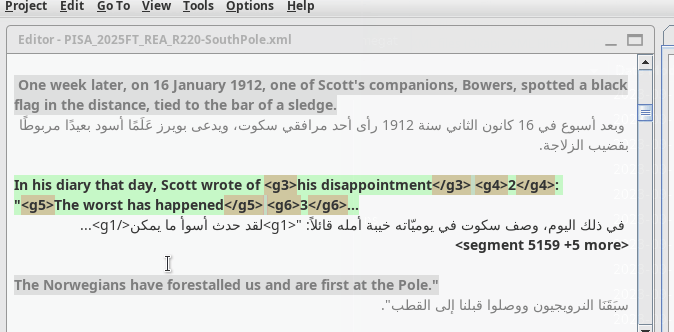 Project Edit Go To View Tools Options Help
Editor - PISA_2025FT_REA_R220-SouthPole.xml
One week later, on 16 January 1912, one of Scott's companions, Bowers, spotted a black
flag in the distance, tied to the bar of a sledge.
وبعد أسبوع في 16 كانون الثاني سنة 1912 رأى أحد مرافقي سكوت، ويدعى بويرز عَلَمًا أسود بعيدًا مربوطًا
بقضيب الزلاجة.
In his diary that day, Scott wrote of <g3>his disappointment</g3> <g4>2</g4>:
"<g5>The worst has happened</g5> <g6>3</g6>...
في ذلك اليوم، وصف سكوت في يوميّاته خيبة أمله قائلاً: "<g1>لقد حدث أسوأ ما يمكن</g1>...
<segment 5159 +5 more>
The Norwegians have forestalled us and are first at the Pole."
سبَقَنَا النرويجيون ووصلوا قبلنا إلى القطب".